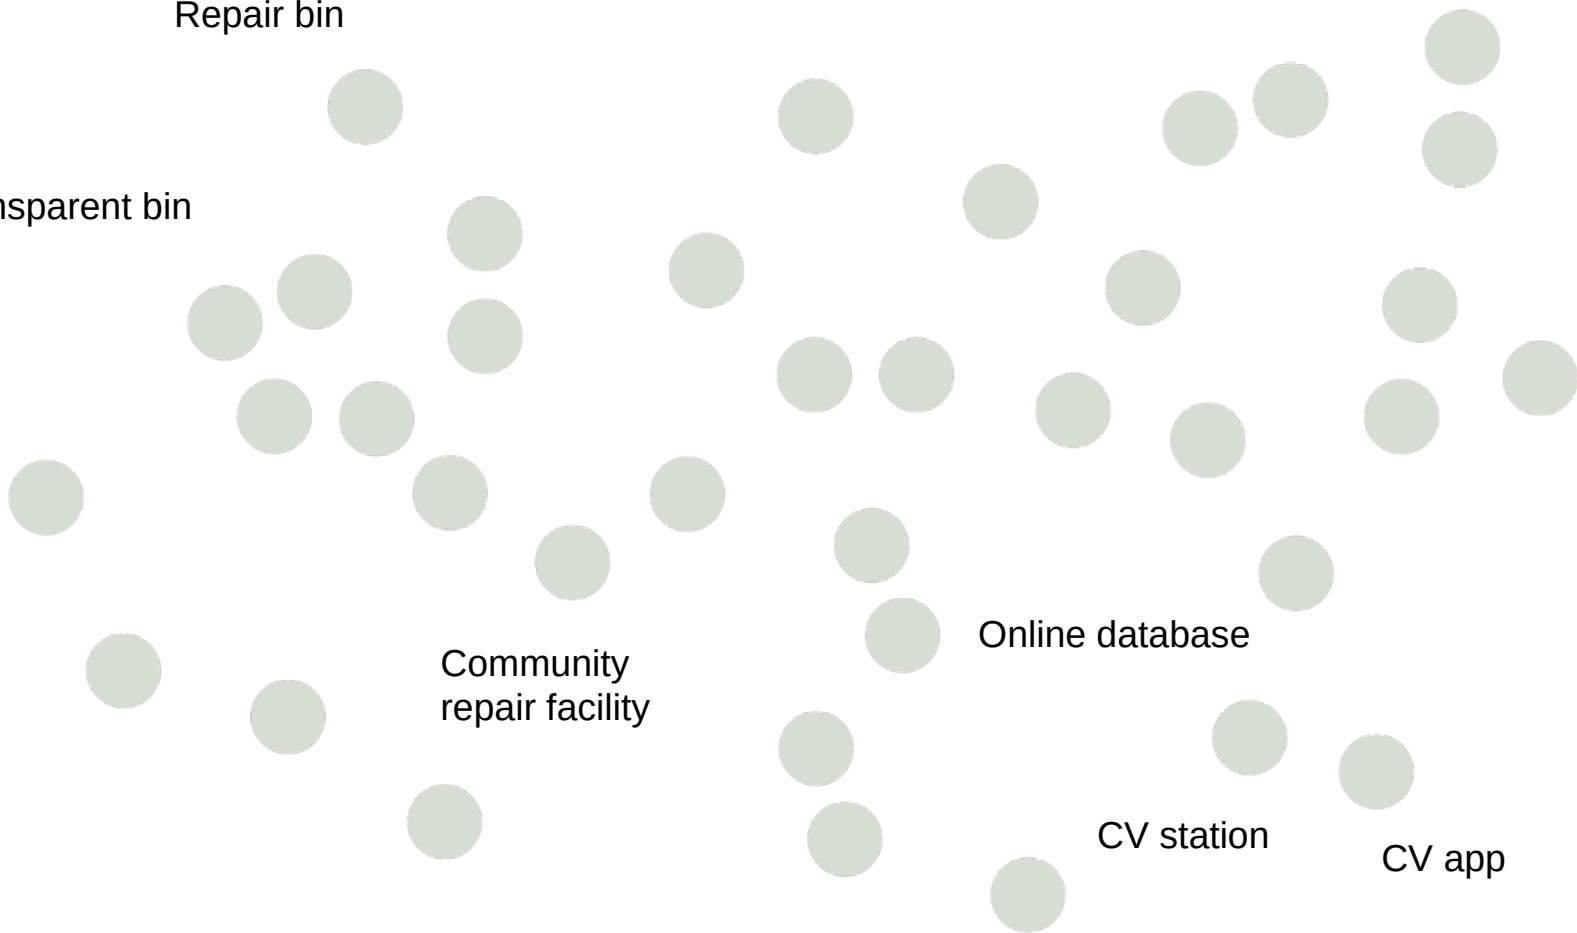 Repair bin
nsparent bin
Online database
Community
repair facility
CV station
CV app